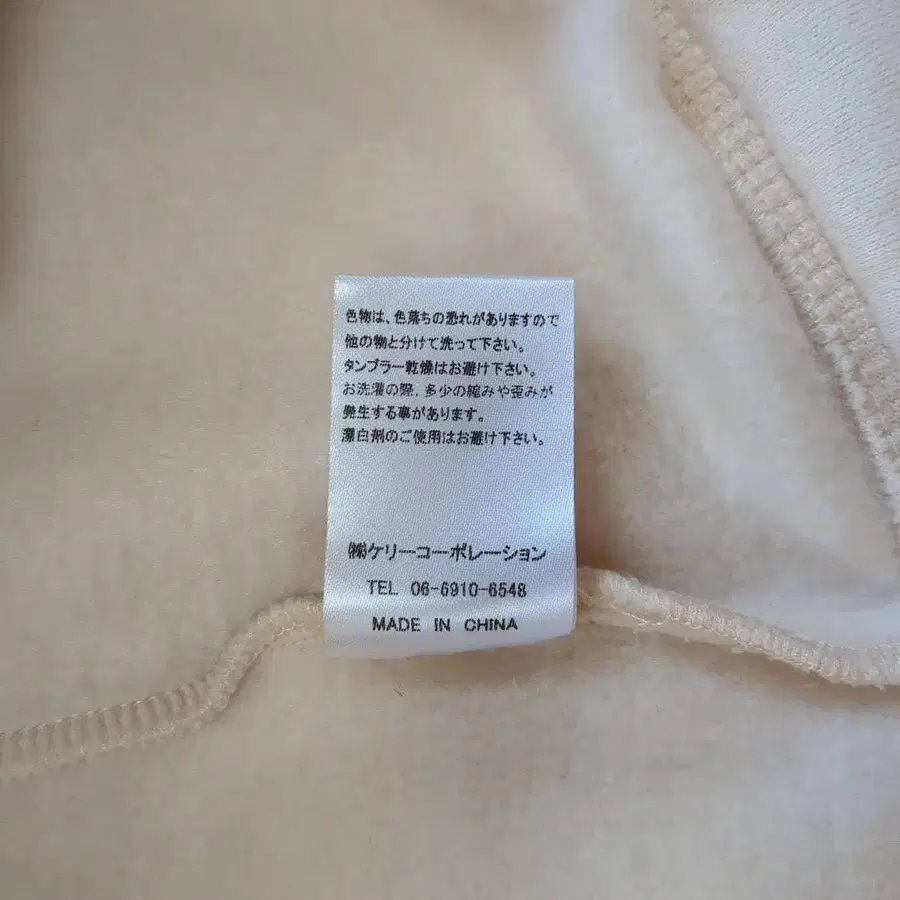 色物は、色落ちの恐れがありますので
他の物と分けて洗って下さい。
タンブラー乾燥はお避け下さい。
お洗濯の際、多少の縮みや歪みが
発生する事があります。
漂白剤のご使用はお避け下さい。
㈱ケリーコーポレーション
TEL 06-6910-6548
MADE IN CHINA